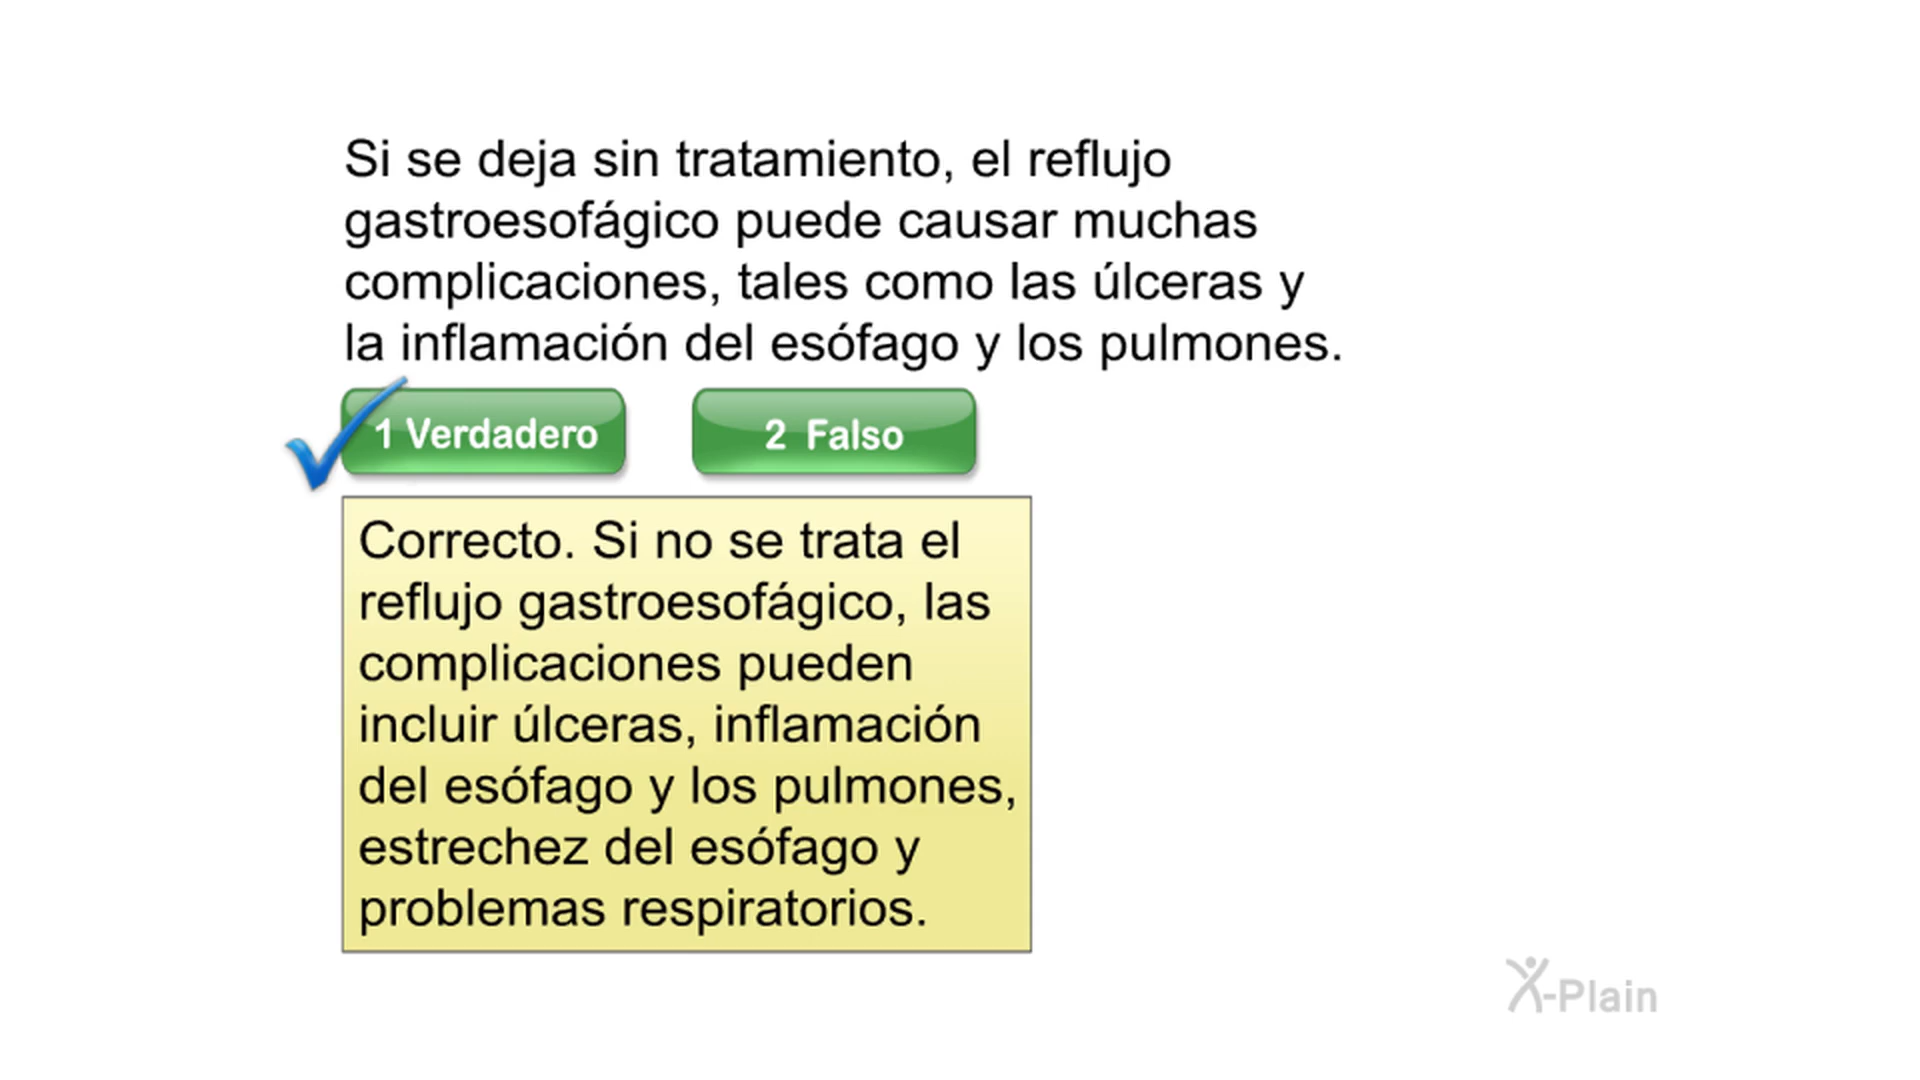 Si se deja sin tratamiento, el reflujo
gastroesofágico puede causar muchas
complicaciones, tales como las úlceras y
la inflamación del esófago y los pulmones.
1 Verdadero
2 Falso
Correcto. Si no se trata el
reflujo gastroesofágico, las
complicaciones pueden
incluir úlceras, inflamación
del esófago y los pulmones,
estrechez del esófago y
problemas respiratorios.
X-Plain